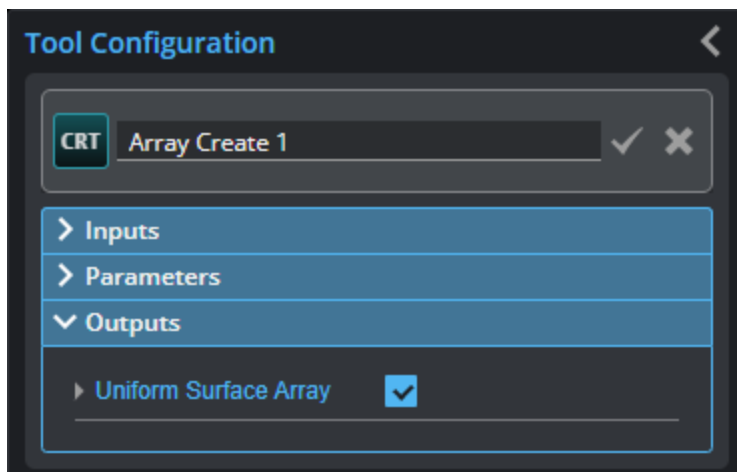 Tool Configuration
CRT Array Create 1
Inputs
Parameters
Outputs
Uniform Surface Array